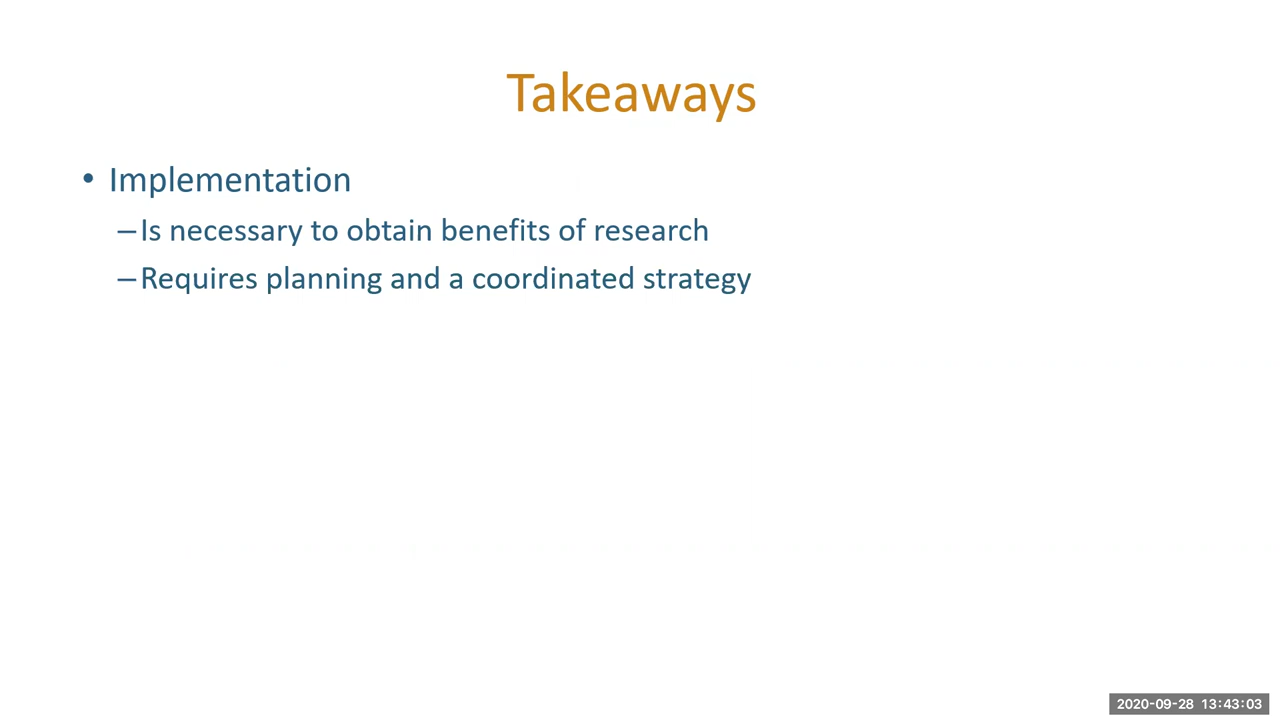 Takeaways
• Implementation
–Is necessary to obtain benefits of research
–Requires planning and a coordinated strategy
2020-09-28 13:43:03